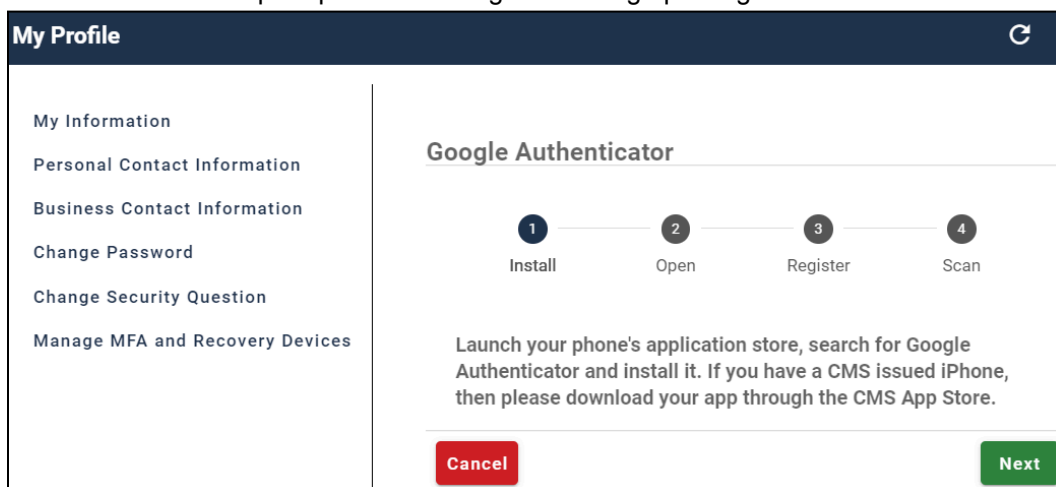 My Profile
My Information
Personal Contact Information
Business Contact Information
Change Password
Change Security Question
Manage MFA and Recovery Devices
Google Authenticator
1 2 3 4
Install Open Register Scan
Launch your phone's application store, search for Google
Authenticator and install it. If you have a CMS issued iPhone,
then please download your app through the CMS App Store.
Cancel Next